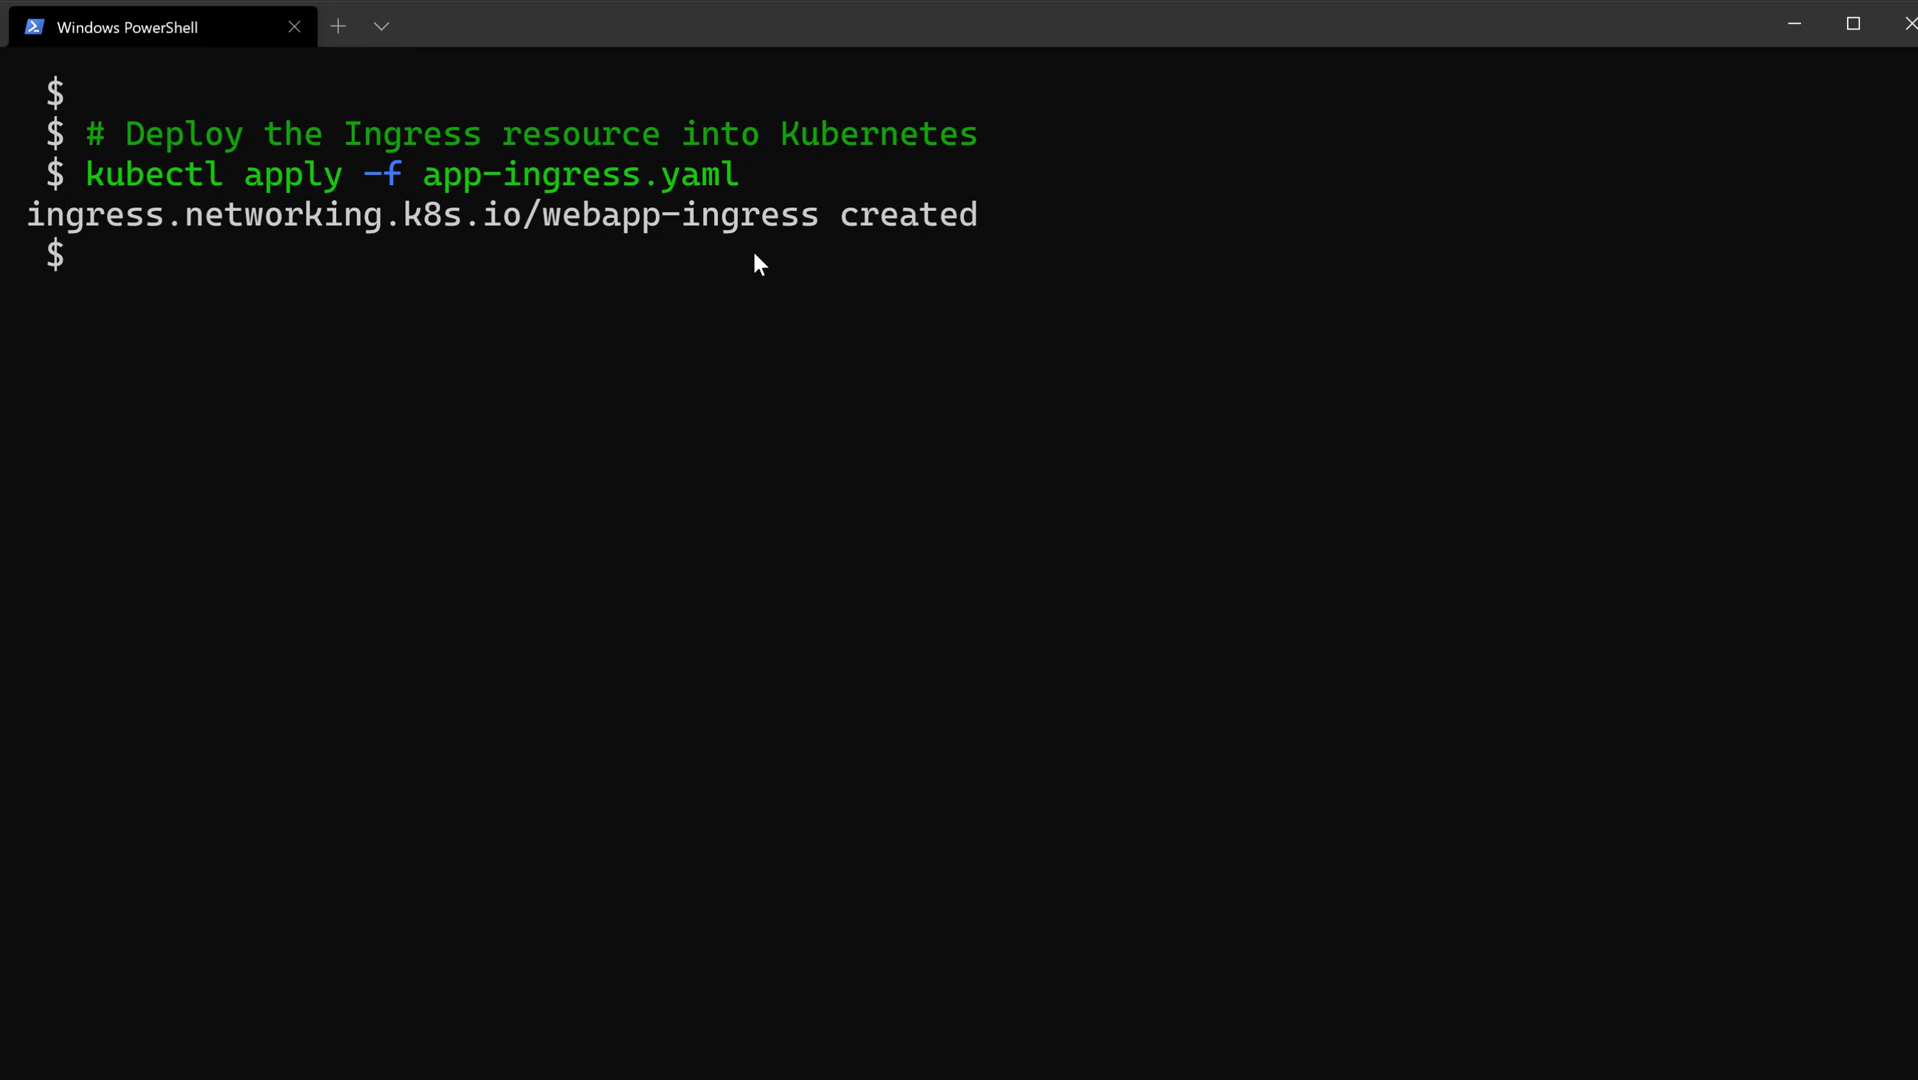 Windows PowerShell
$
$ # Deploy the Ingress resource into Kubernetes
$ kubectl apply -f app-ingress.yaml
ingress.networking.k8s.io/webapp-ingress created
$